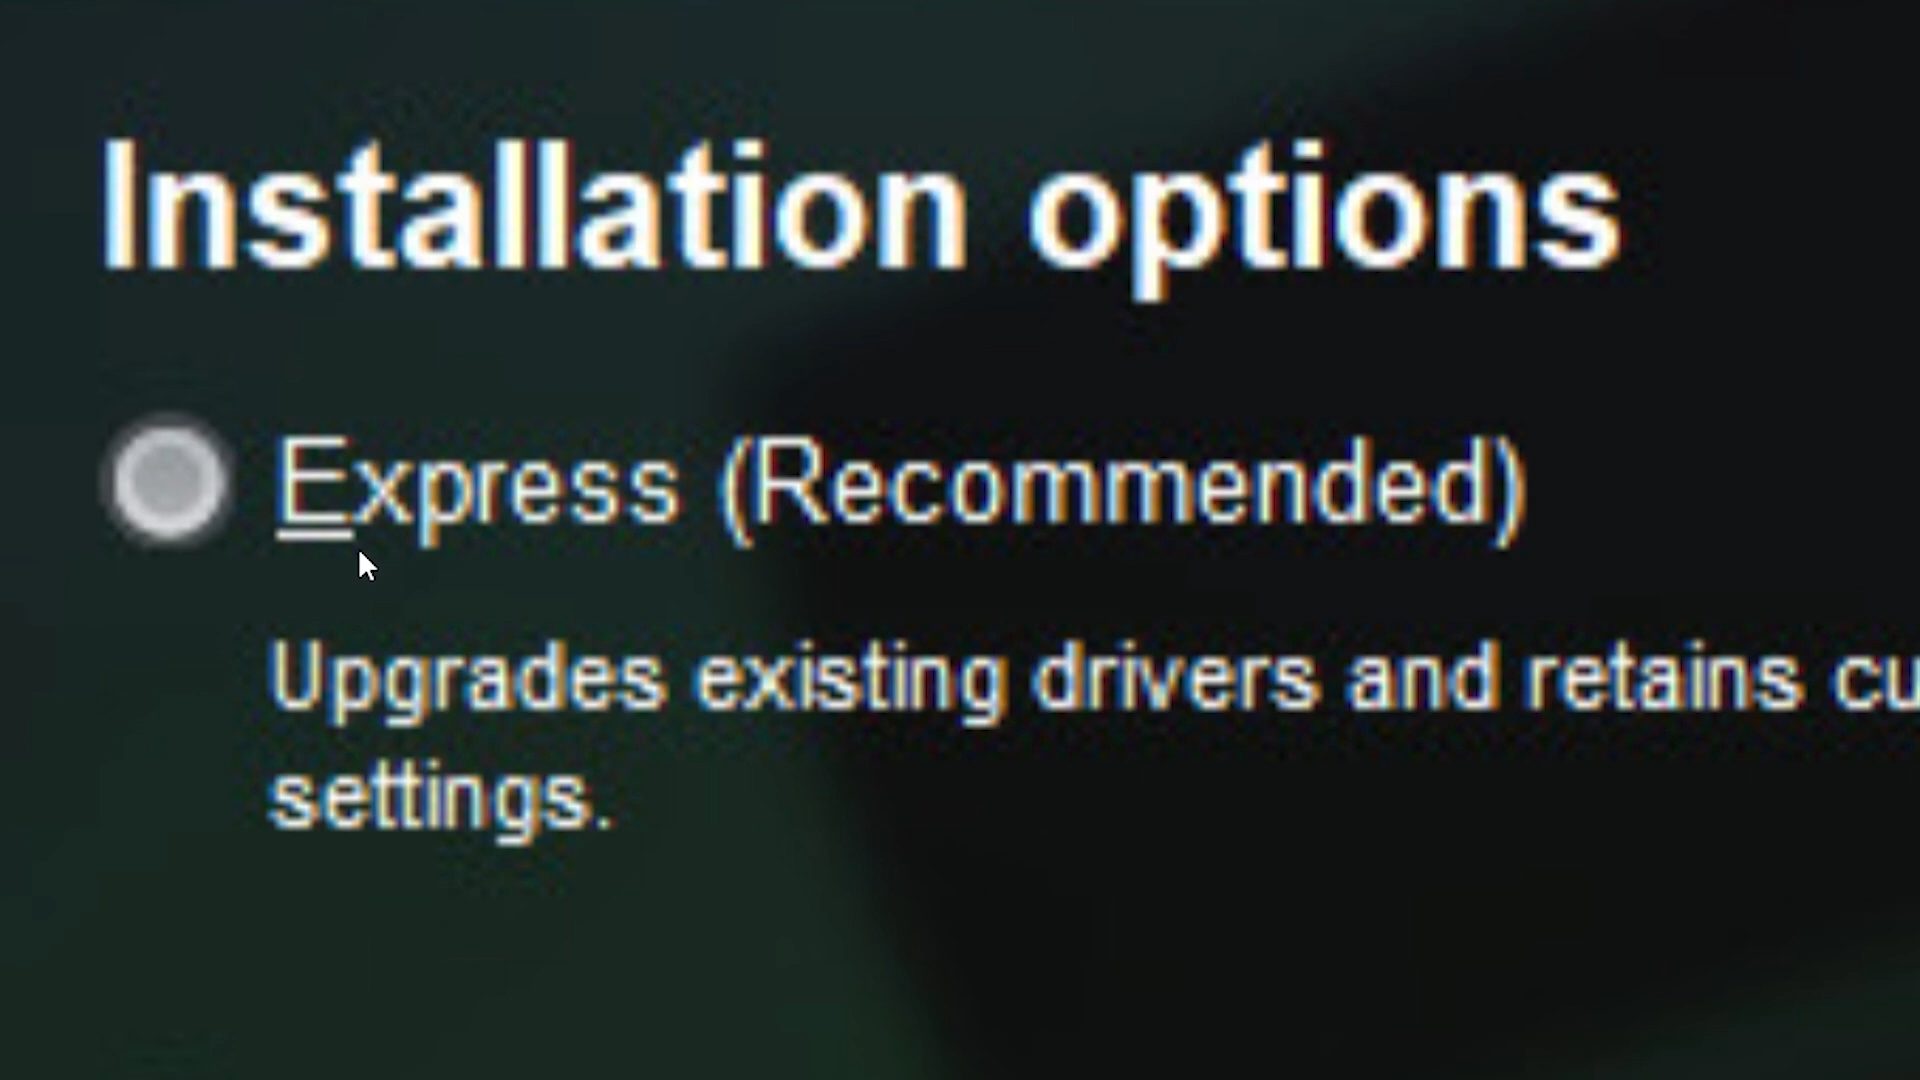 Installation options
Express (Recommended)
Upgrades existing drivers and retains
settings.